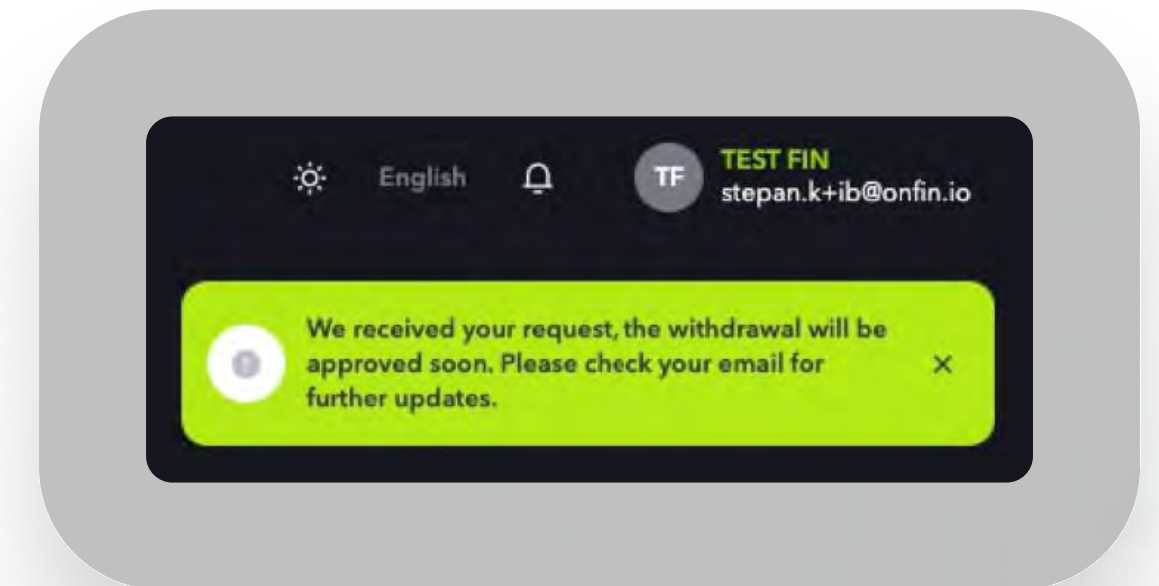 English
TF
TEST FIN
stepan.k+ib@onfin.io
We received your request, the withdrawal will be
approved soon. Please check your email for
further updates.